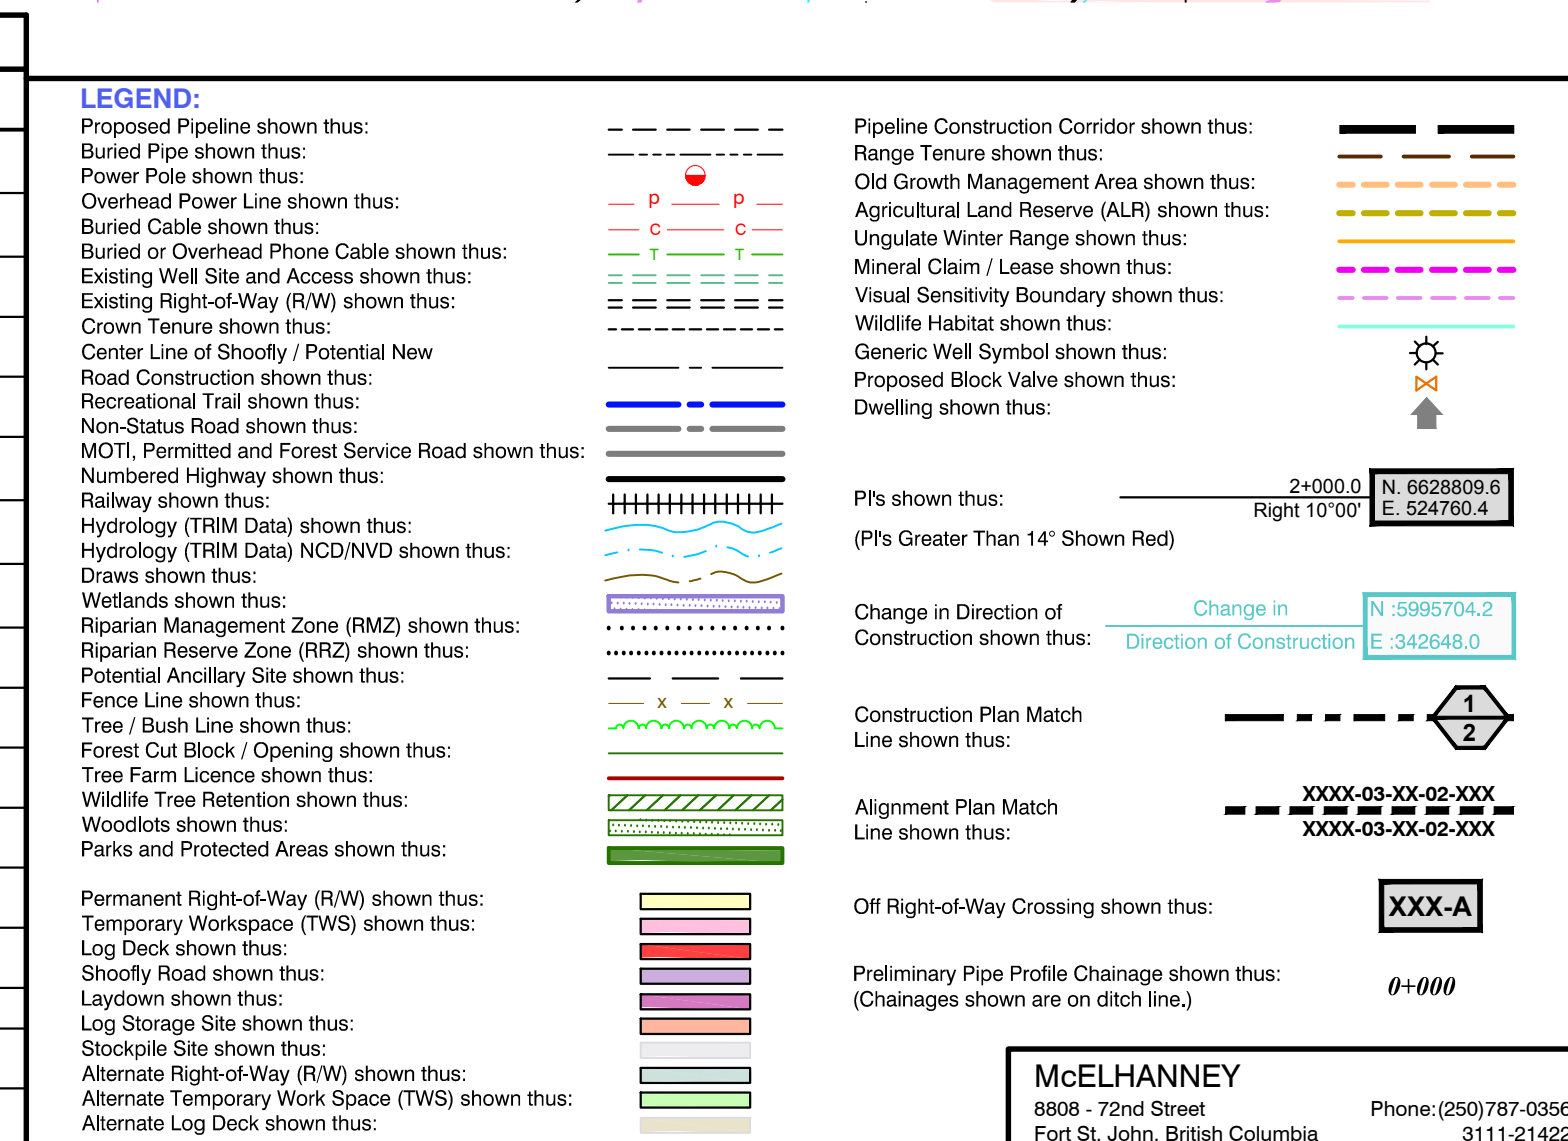 LEGEND:
Proposed Pipeline shown thus:
Buried Pipe shown thus:
Power Pole shown thus:
Overhead Power Line shown thus:
p p
Buried Cable shown thus:
C C
Buried or Overhead Phone Cable shown thus:
T T
Existing Well Site and Access shown thus:
Existing Right-of-Way (R/W) shown thus:
Crown Tenure shown thus:
Center Line of Shoofly / Potential New
Road Construction shown thus:
Recreational Trail shown thus:
Non-Status Road shown thus:
MOTI, Permitted and Forest Service Road shown thus:
Numbered Highway shown thus:
Railway shown thus:
Hydrology (TRIM Data) shown thus:
Hydrology (TRIM Data) NCD/NVD shown thus:
Draws shown thus:
Wetlands shown thus:
Riparian Management Zone (RMZ) shown thus:
Riparian Reserve Zone (RRZ) shown thus:
Potential Ancillary Site shown thus:
Fence Line shown thus:
x x
Tree / Bush Line shown thus:
Forest Cut Block / Opening shown thus:
Tree Farm Licence shown thus:
Wildlife Tree Retention shown thus:
Woodlots shown thus:
Parks and Protected Areas shown thus:
Permanent Right-of-Way (R/W) shown thus:
Temporary Workspace (TWS) shown thus:
Log Deck shown thus:
Shoofly Road shown thus:
Laydown shown thus:
Log Storage Site shown thus:
Stockpile Site shown thus:
Alternate Right-of-Way (R/W) shown thus:
Alternate Temporary Work Space (TWS) shown thus:
Alternate Log Deck shown thus:
Pipeline Construction Corridor shown thus:
Range Tenure shown thus:
Old Growth Management Area shown thus:
Agricultural Land Reserve (ALR) shown thus:
Ungulate Winter Range shown thus:
Mineral Claim / Lease shown thus:
Visual Sensitivity Boundary shown thus:
Wildlife Habitat shown thus:
Generic Well Symbol shown thus:
Proposed Block Valve shown thus:
Dwelling shown thus:
PI's shown thus:
2+000.0
Right 10°00'
N. 6628809.6
E. 524760.4
(PI's Greater Than 14° Shown Red)
Change in Direction of
Construction shown thus:
Change in
Direction of Construction
N :5995704.2
E :342648.0
Construction Plan Match
Line shown thus:
1
2
Alignment Plan Match
Line shown thus:
XXXX-03-XX-02-XXX
XXXX-03-XX-02-XXX
Off Right-of-Way Crossing shown thus:
XXX-A
Preliminary Pipe Profile Chainage shown thus:
(Chainages shown are on ditch line.)
0+000
McELHANNEY
8808 - 72nd Street Phone:(250)787-0356
Fort St. John, British Columbia 3111-21422